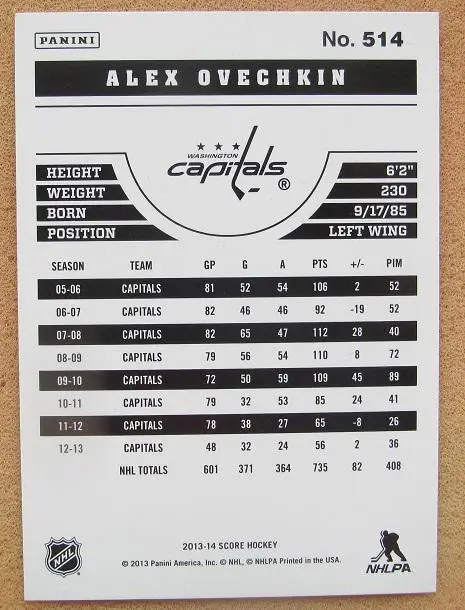 PANINI No. 514
ALEX OVECHKIN
WASHINGTON
capitals ®
HEIGHT 6'2"
WEIGHT 230
BORN 9/17/85
POSITION LEFT WING
SEASON TEAM GP G A PTS +/- PIM
05-06 CAPITALS 81 52 54 106 2 52
06-07 CAPITALS 82 46 46 92 -19 52
07-08 CAPITALS 82 65 47 112 28 40
08-09 CAPITALS 79 56 54 110 8 72
09-10 CAPITALS 72 50 59 109 45 89
10-11 CAPITALS 79 32 53 85 24 41
11-12 CAPITALS 78 38 27 65 -8 26
12-13 CAPITALS 48 32 24 56 2 36
NHL TOTALS 601 371 364 735 82 408
2013-14 SCORE HOCKEY
© 2013 Panini America, Inc. © NHL, © NHLPA Printed in the USA.
NHL
NHLPA